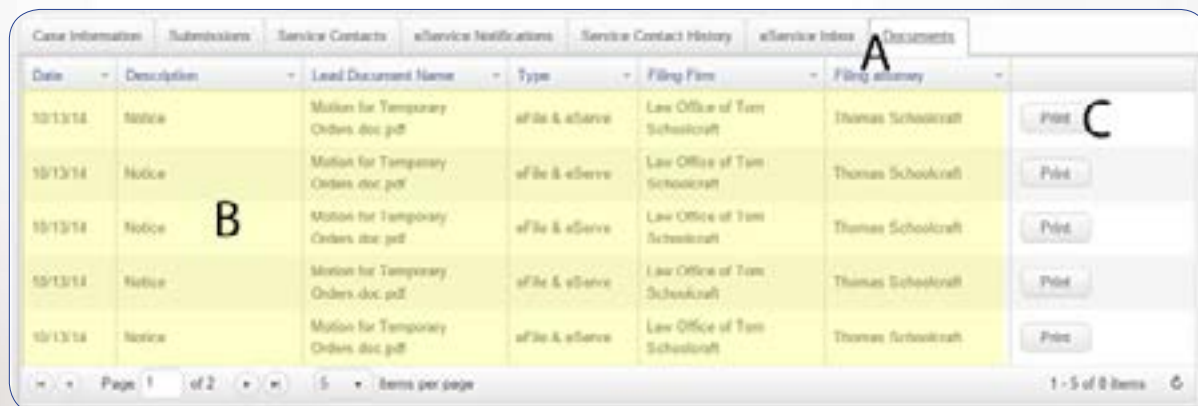 Case Information Submissions Service Contacts eService Notifications Service Contact History eService Inbox Documents
A
Date Description Lead Document Name Type Filing Firm Filing attorney
10/13/14 Notice Motion for Temporary Orders.doc.pdf eFile & eServe Law Office of Tom Schoolcraft Thomas Schoolcraft Print
C
10/13/14 Notice Motion for Temporary Orders.doc.pdf eFile & eServe Law Office of Tom Schoolcraft Thomas Schoolcraft Print
10/13/14 Notice Motion for Temporary Orders.doc.pdf eFile & eServe Law Office of Tom Schoolcraft Thomas Schoolcraft Print
B
10/13/14 Notice Motion for Temporary Orders.doc.pdf eFile & eServe Law Office of Tom Schoolcraft Thomas Schoolcraft Print
10/13/14 Notice Motion for Temporary Orders.doc.pdf eFile & eServe Law Office of Tom Schoolcraft Thomas Schoolcraft Print
Page 1 of 2 5 items per page 1 - 5 of 8 items